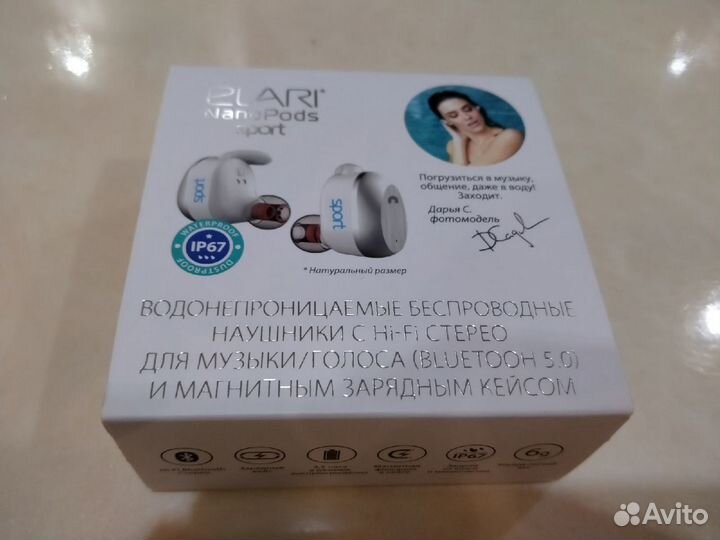 ELARI®
NanoPods
sport
sport
sport
WATERPROOF
IP67
DUSTPROOF
* Натуральный размер
Погрузиться в музыку,
общение, даже в воду!
Заходит.
Дарья С.
фотомодель
ВОДОНЕПРОНИЦАЕМЫЕ БЕСПРОВОДНЫЕ
НАУШНИКИ С Hi-Fi СТЕРЕО
ДЛЯ МУЗЫКИ/ГОЛОСА (BLUETOOH 5.0)
И МАГНИТНЫМ ЗАРЯДНЫМ КЕЙСОМ
IP67
6g
Avito